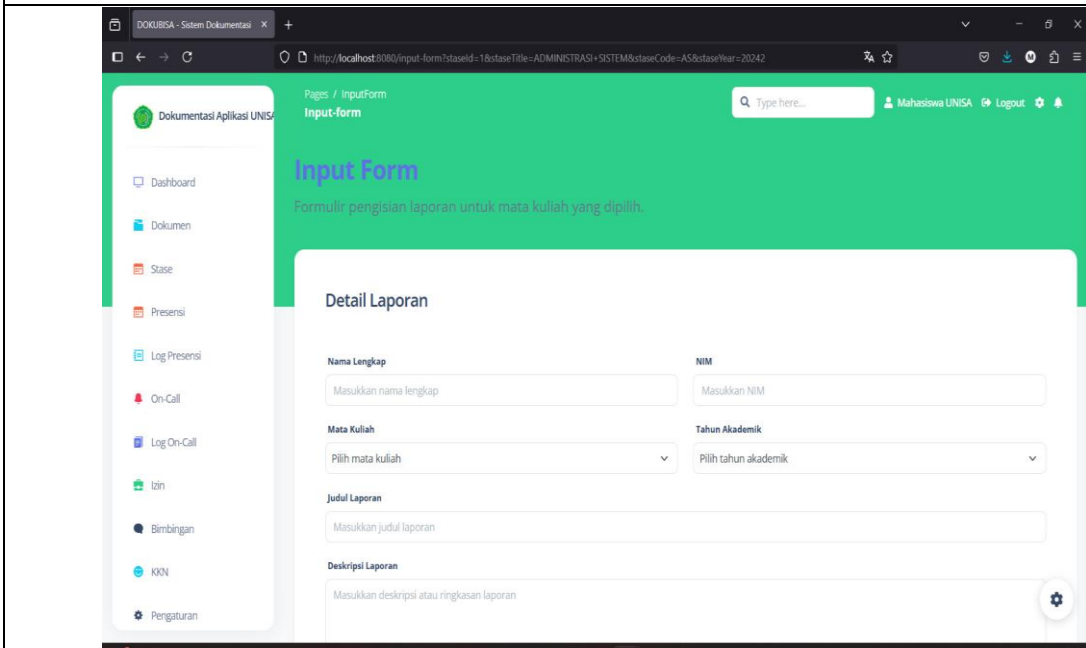 DOKUBISA - Sistem Dokumentasi
http://localhost:8080/input-form?staseId=1&staseTitle=ADMINISTRASI+SISTEM&staseCode=AS&staseYear=20242
Dokumentasi Aplikasi UNISA
Dashboard
Dokumen
Stase
Presensi
Log Presensi
On-Call
Log On-Call
Izin
Bimbingan
KKN
Pengaturan
Pages / InputForm
Input-form
Type here...
Mahasiswa UNISA
Logout
Input Form
Formulir pengisian laporan untuk mata kuliah yang dipilih.
Detail Laporan
Nama Lengkap
Masukkan nama lengkap
NIM
Masukkan NIM
Mata Kuliah
Pilih mata kuliah
Tahun Akademik
Pilih tahun akademik
Judul Laporan
Masukkan judul laporan
Deskripsi Laporan
Masukkan deskripsi atau ringkasan laporan